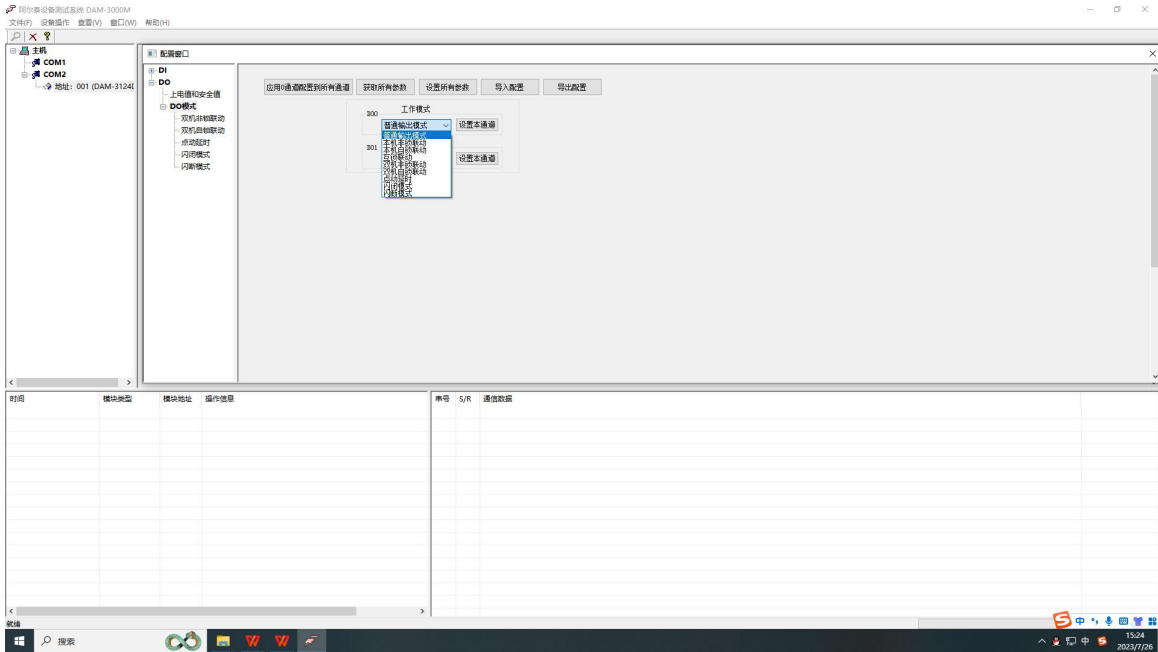 阿尔泰设备测试系统 DAM-3000M
文件(F) 设备操作 查看(V) 窗口(W) 帮助(H)
主机
COM1
COM2
地址: 001 (DAM-3124D
配置窗口
DI
DO
上电值和安全值
DO模式
双机非锁联动
双机自锁联动
点动延时
闪闭模式
闪断模式
应用0通道配置到所有通道 获取所有参数 设置所有参数 导入配置 导出配置
工作模式
DO0 普通输出模式 设置本通道
普通输出模式
本机非锁联动
本机自锁联动
DO1
互锁联动
设置本通道
双机非锁联动
双机自锁联动
点动延时
闪闭模式
闪断模式
时间 模块类型 模块地址 操作信息
串号 S/R 通信数据
就绪
中
搜索
中
15:24
2023/7/26